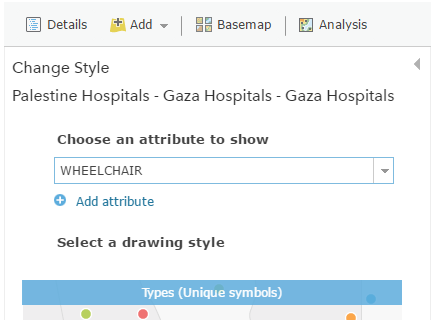 Details Add Basemap Analysis
Change Style
Palestine Hospitals - Gaza Hospitals - Gaza Hospitals
Choose an attribute to show
WHEELCHAIR
Add attribute
Select a drawing style
Types (Unique symbols)